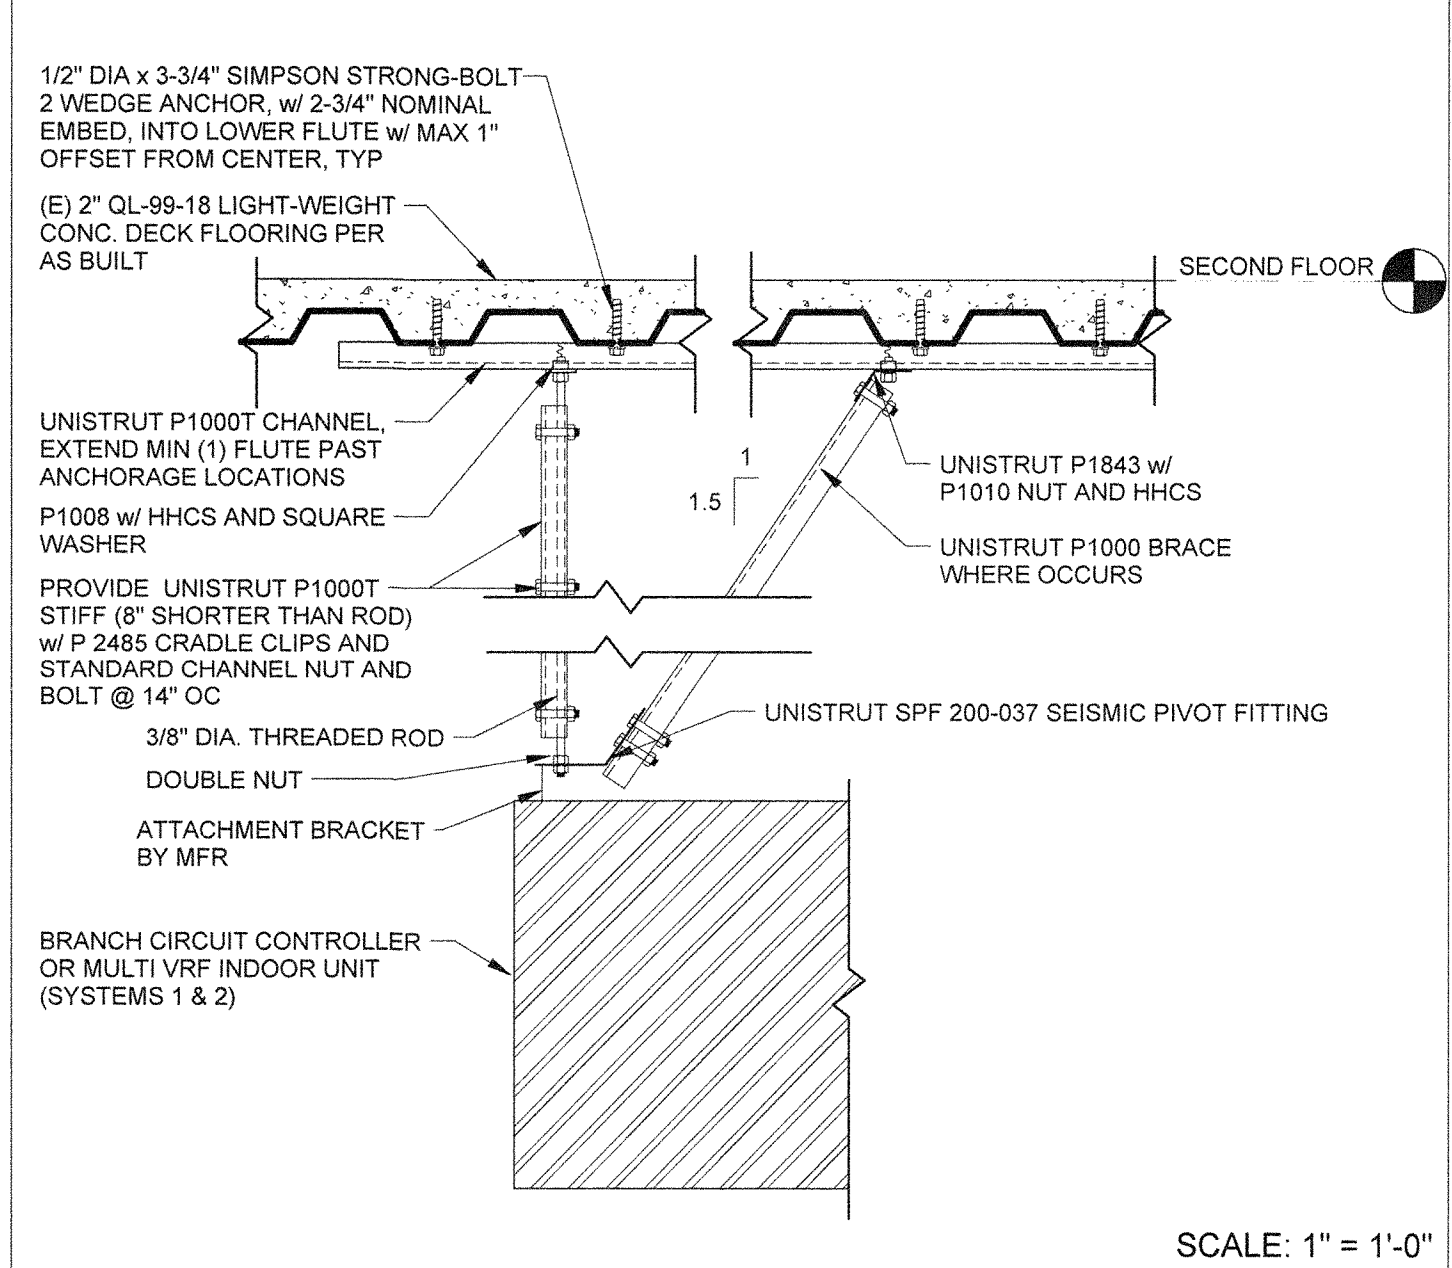 1/2" DIA x 3-3/4" SIMPSON STRONG-BOLT
2 WEDGE ANCHOR, w/ 2-3/4" NOMINAL
EMBED, INTO LOWER FLUTE w/ MAX 1"
OFFSET FROM CENTER, TYP
(E) 2" QL-99-18 LIGHT-WEIGHT
CONC. DECK FLOORING PER
AS BUILT
SECOND FLOOR
UNISTRUT P1000T CHANNEL,
EXTEND MIN (1) FLUTE PAST
ANCHORAGE LOCATIONS
P1008 w/ HHCS AND SQUARE
WASHER
PROVIDE UNISTRUT P1000T
STIFF (8" SHORTER THAN ROD)
w/ P 2485 CRADLE CLIPS AND
STANDARD CHANNEL NUT AND
BOLT @ 14" OC
1
1.5
UNISTRUT P1843 w/
P1010 NUT AND HHCS
UNISTRUT P1000 BRACE
WHERE OCCURS
UNISTRUT SPF 200-037 SEISMIC PIVOT FITTING
3/8" DIA. THREADED ROD
DOUBLE NUT
ATTACHMENT BRACKET
BY MFR
BRANCH CIRCUIT CONTROLLER
OR MULTI VRF INDOOR UNIT
(SYSTEMS 1 & 2)
SCALE: 1" = 1'-0"